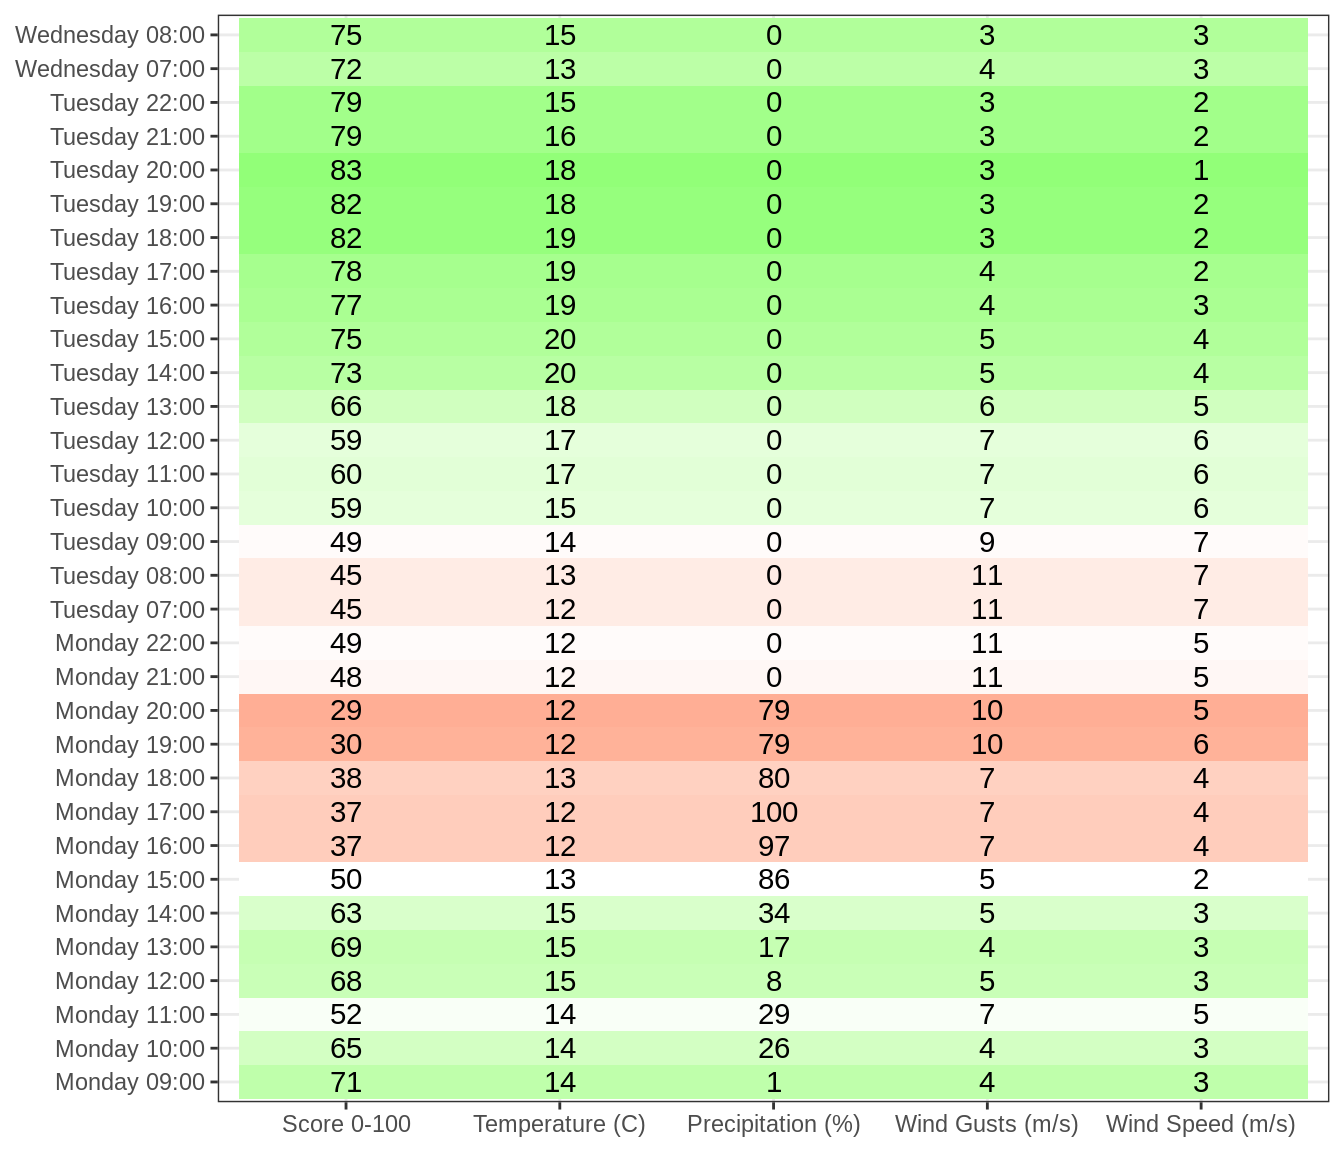 Wednesday 08:00 75 15 0 3 3
Wednesday 07:00 72 13 0 4 3
Tuesday 22:00 79 15 0 3 2
Tuesday 21:00 79 16 0 3 2
Tuesday 20:00 83 18 0 3 1
Tuesday 19:00 82 18 0 3 2
Tuesday 18:00 82 19 0 3 2
Tuesday 17:00 78 19 0 4 2
Tuesday 16:00 77 19 0 4 3
Tuesday 15:00 75 20 0 5 4
Tuesday 14:00 73 20 0 5 4
Tuesday 13:00 66 18 0 6 5
Tuesday 12:00 59 17 0 7 6
Tuesday 11:00 60 17 0 7 6
Tuesday 10:00 59 15 0 7 6
Tuesday 09:00 49 14 0 9 7
Tuesday 08:00 45 13 0 11 7
Tuesday 07:00 45 12 0 11 7
Monday 22:00 49 12 0 11 5
Monday 21:00 48 12 0 11 5
Monday 20:00 29 12 79 10 5
Monday 19:00 30 12 79 10 6
Monday 18:00 38 13 80 7 4
Monday 17:00 37 12 100 7 4
Monday 16:00 37 12 97 7 4
Monday 15:00 50 13 86 5 2
Monday 14:00 63 15 34 5 3
Monday 13:00 69 15 17 4 3
Monday 12:00 68 15 8 5 3
Monday 11:00 52 14 29 7 5
Monday 10:00 65 14 26 4 3
Monday 09:00 71 14 1 4 3
Score 0-100 Temperature (C) Precipitation (%) Wind Gusts (m/s) Wind Speed (m/s)